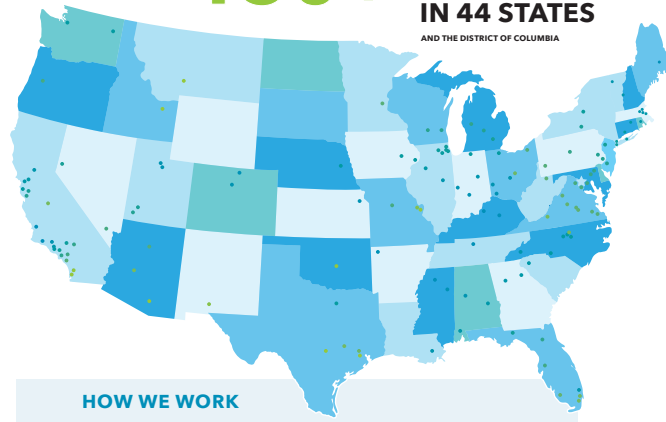 IN 44 STATES
AND THE DISTRICT OF COLUMBIA
HOW WE WORK